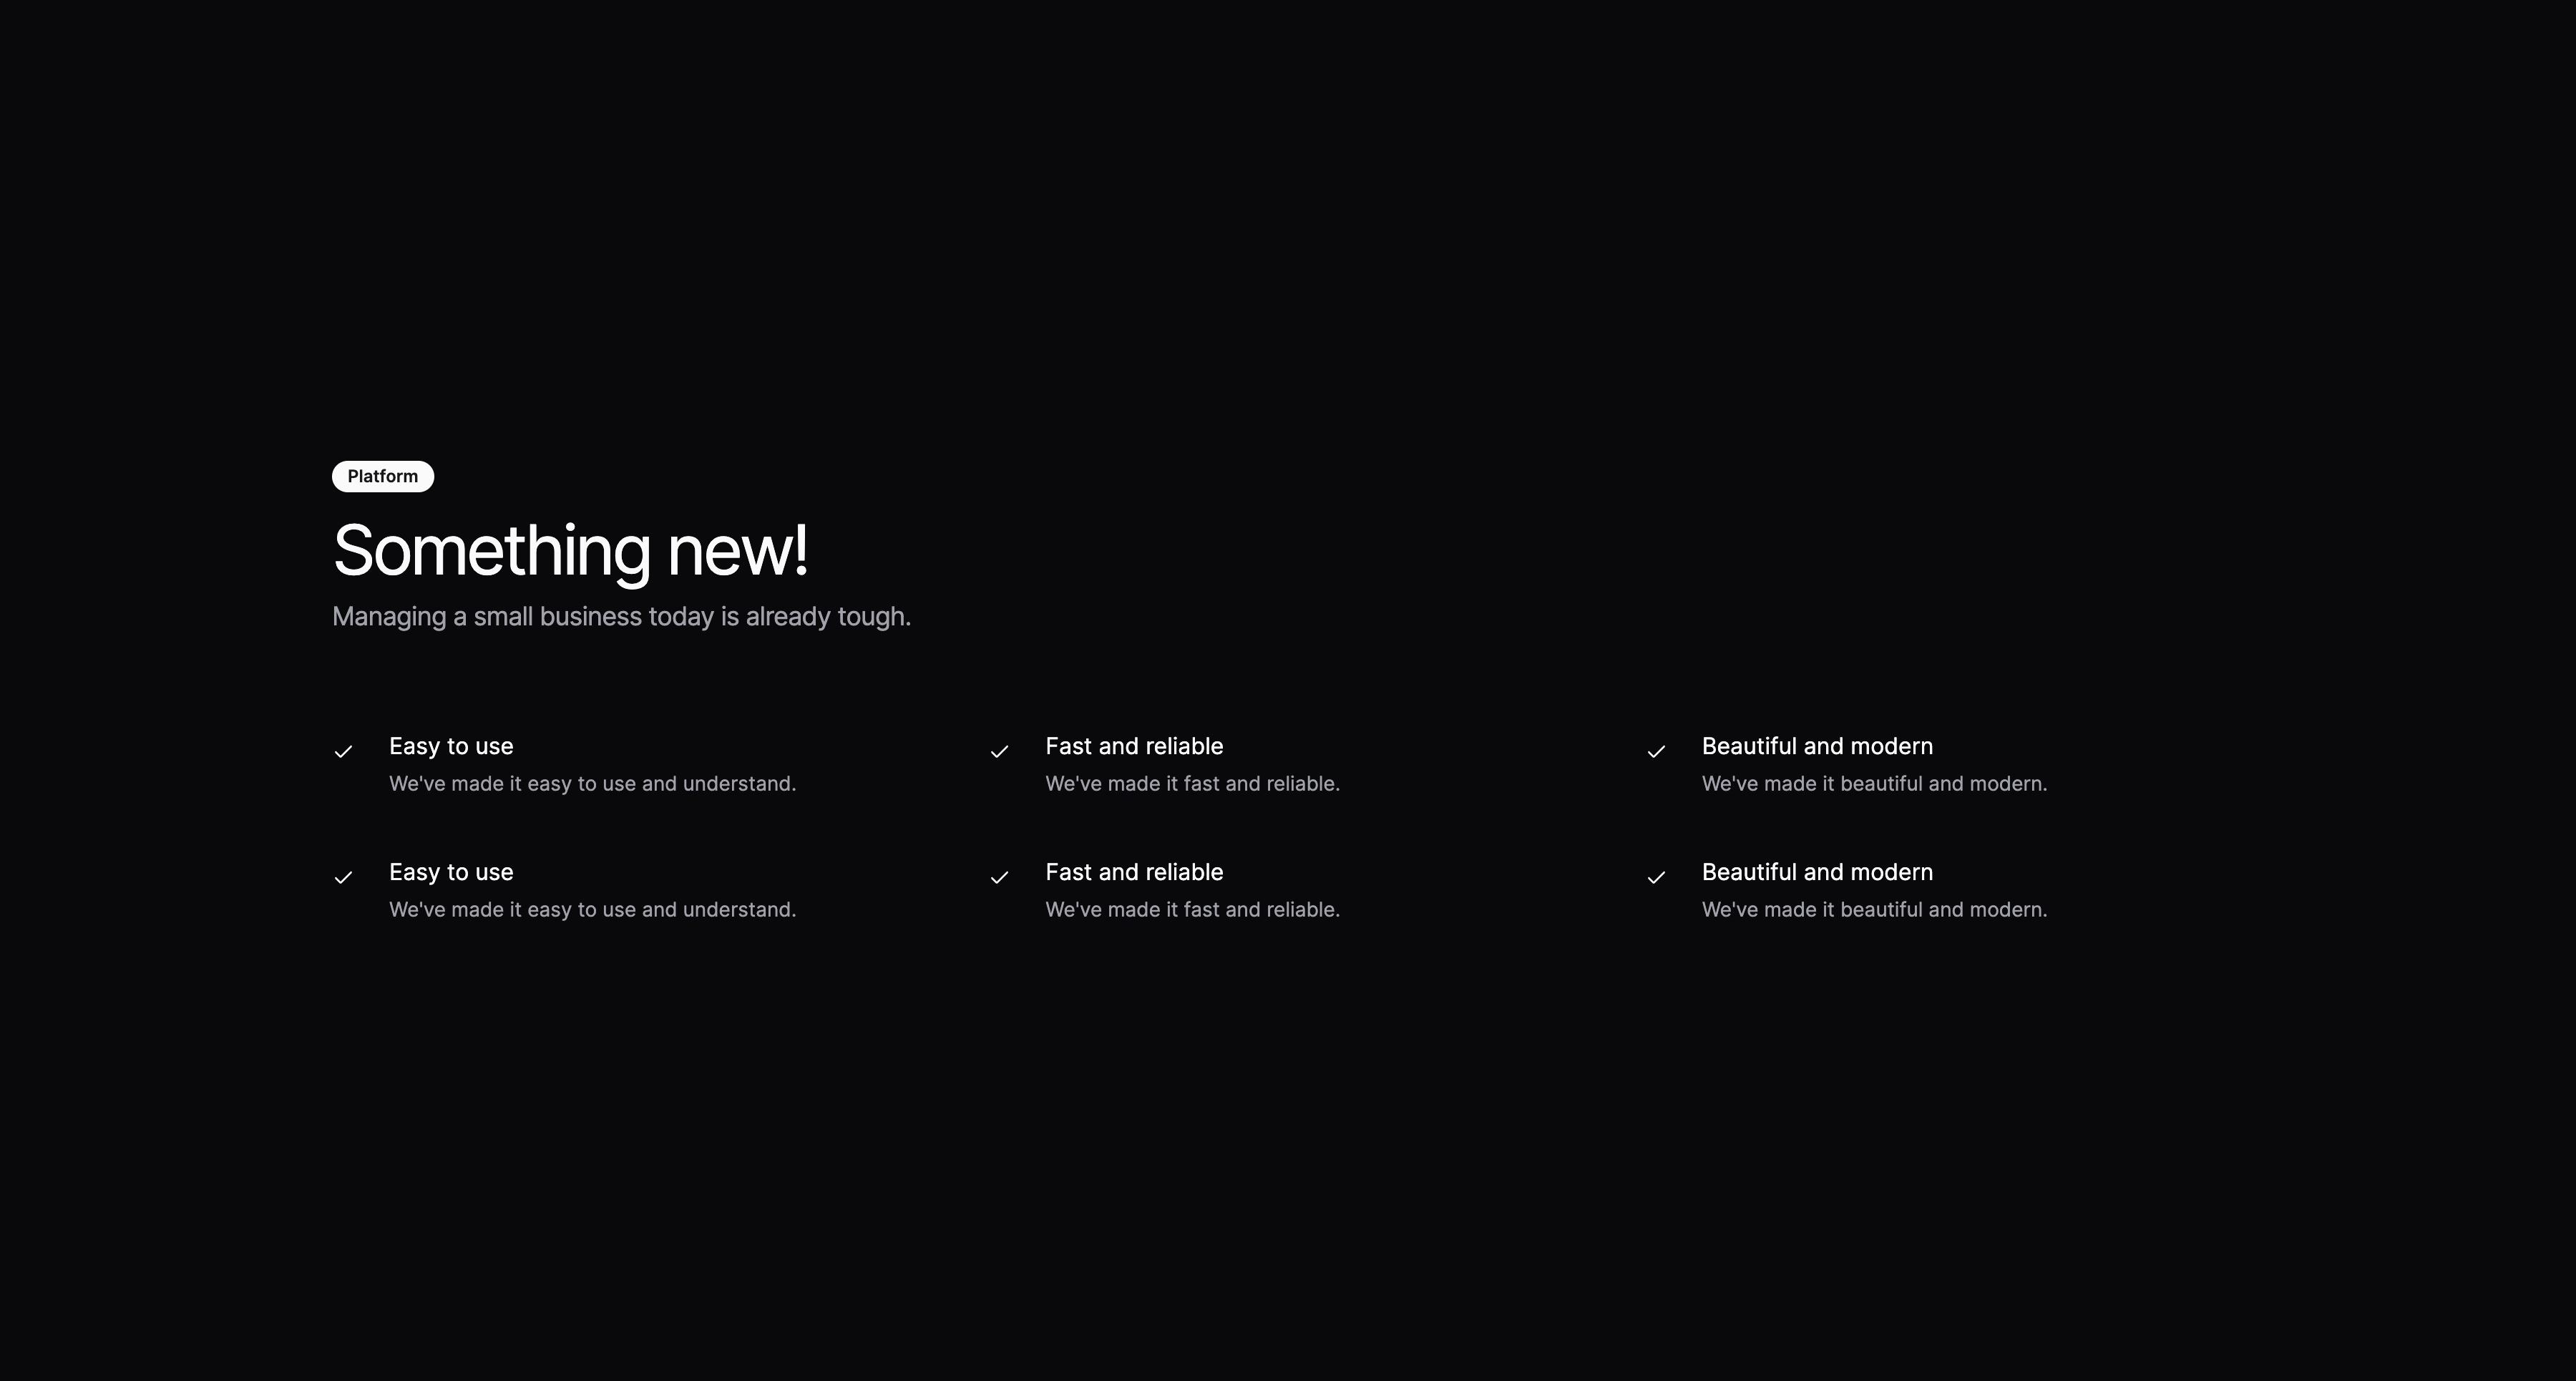 Platform
Something new!
Managing a small business today is already tough.
Easy to use
We've made it easy to use and understand.
Fast and reliable
We've made it fast and reliable.
Beautiful and modern
We've made it beautiful and modern.
Easy to use
We've made it easy to use and understand.
Fast and reliable
We've made it fast and reliable.
Beautiful and modern
We've made it beautiful and modern.